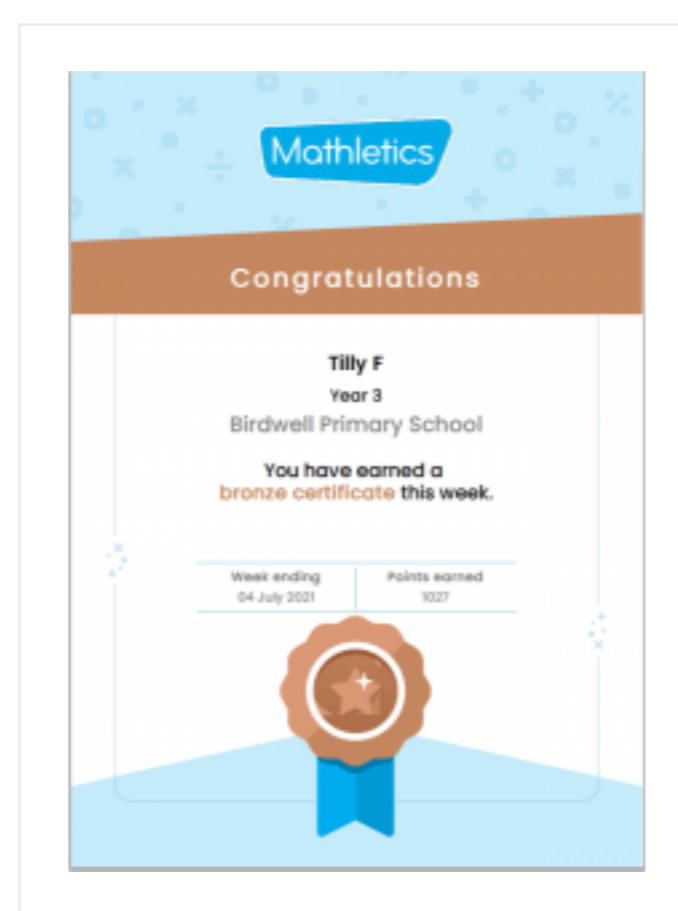 Mathletics
Congratulations
Tilly F
Year 3
Birdwell Primary School
You have earned a
bronze certificate this week.
Week ending
04 July 2021
Points earned
1027